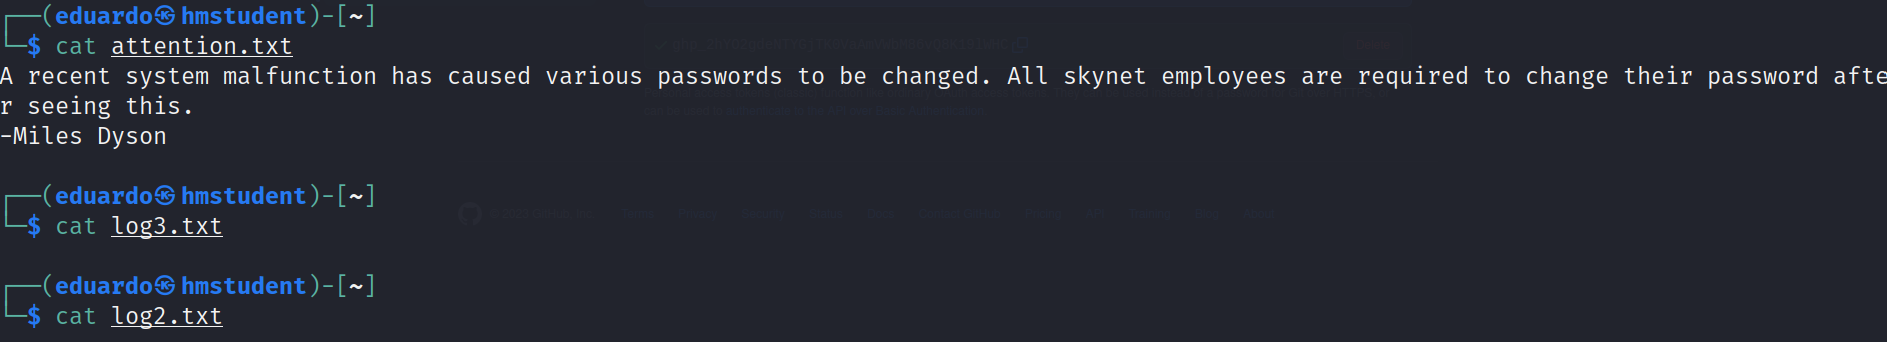 ┌──(eduardo㉿hmstudent)-[~]
└─$ cat attention.txt
A recent system malfunction has caused various passwords to be changed. All skynet employees are required to change their password afte
r seeing this.
-Miles Dyson
┌──(eduardo㉿hmstudent)-[~]
└─$ cat log3.txt
┌──(eduardo㉿hmstudent)-[~]
└─$ cat log2.txt